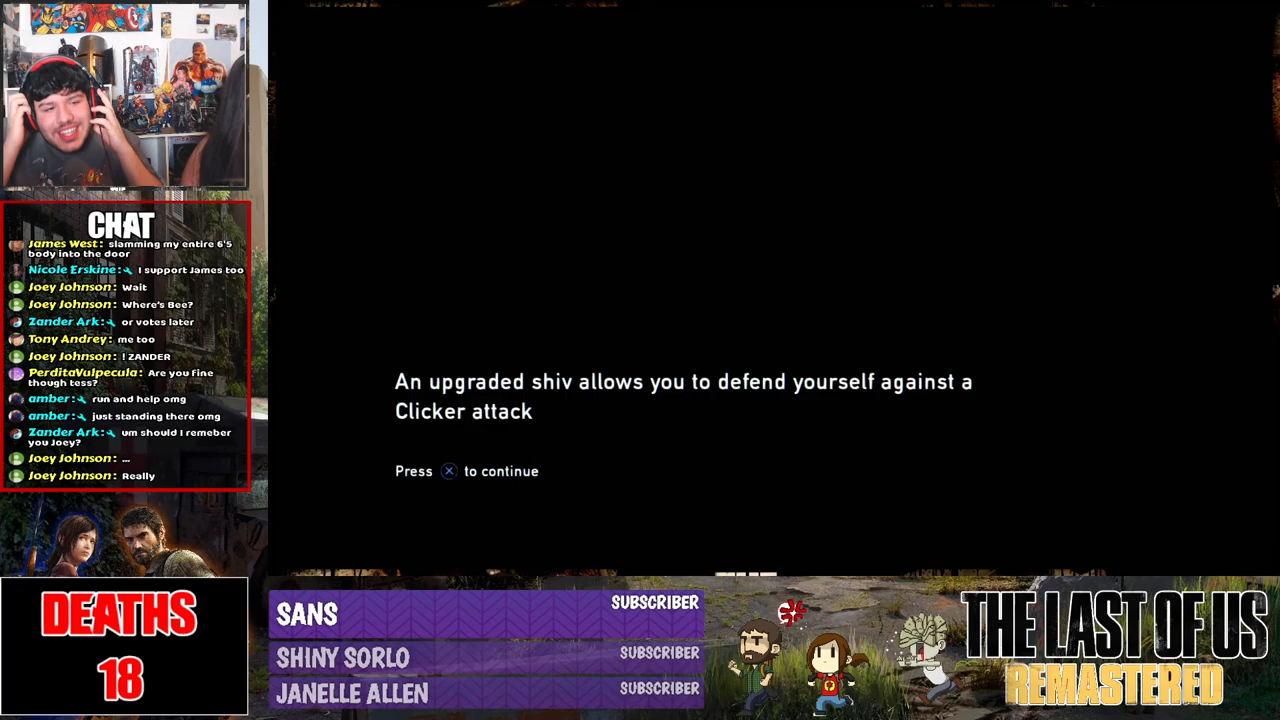 CHAT
James West: slamming my entire 6'5
body into the door
Nicole Erskine: I support James too
Joey Johnson: Wait
Joey Johnson: Where's Bee?
Zander Ark: or votes later
Tony Andrey: me too
Joey Johnson: ! ZANDER
PerditaVulpecula: Are you fine
though tess?
amber: run and help omg
amber: just standing there omg
Zander Ark: um should I remeber
you Joey?
Joey Johnson: ...
Joey Johnson: Really
An upgraded shiv allows you to defend yourself against a
Clicker attack
Press ⓧ to continue
DEATHS
18
SANS SUBSCRIBER
SHINY SORLO SUBSCRIBER
JANELLE ALLEN SUBSCRIBER
THE LAST OF US
REMASTERED